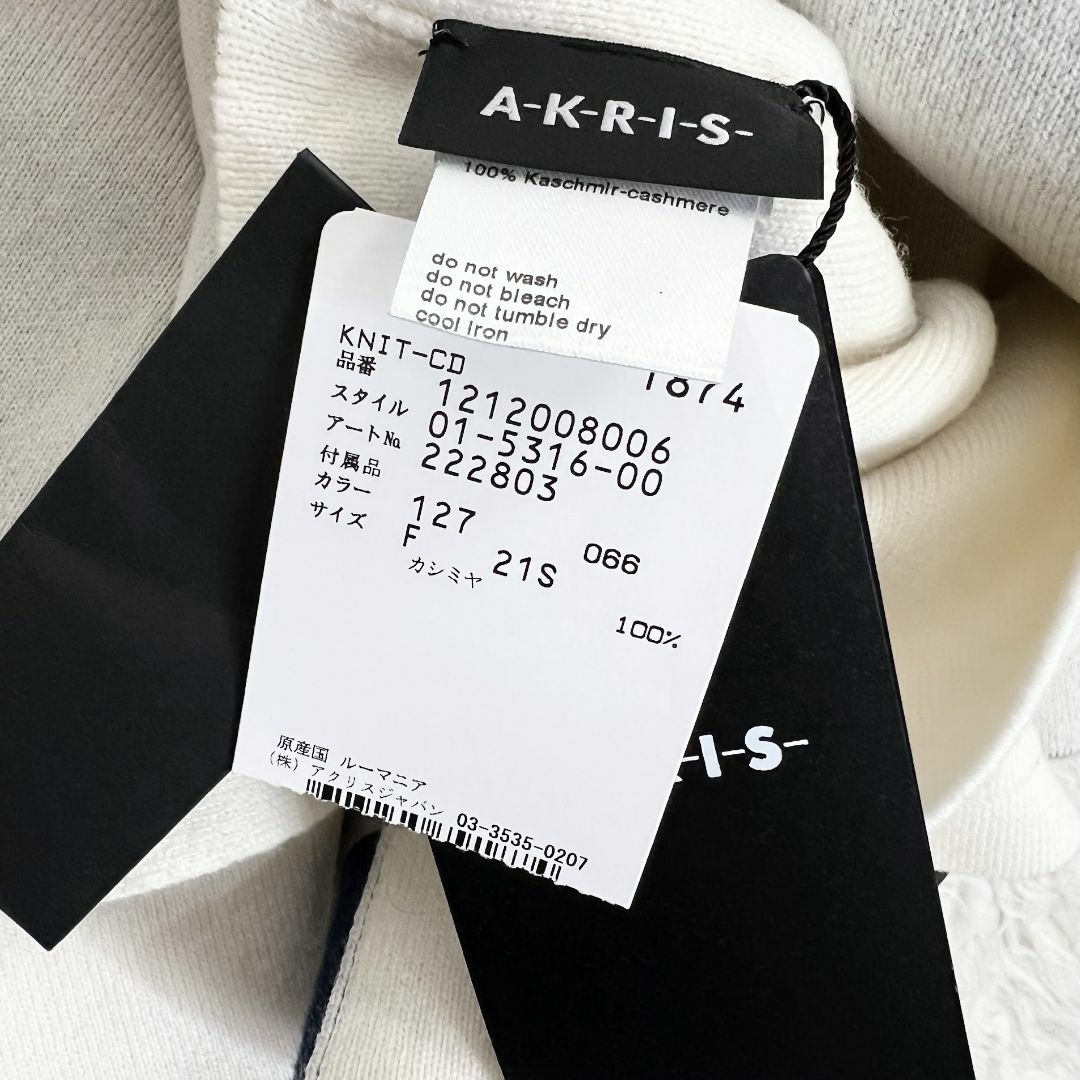 A-K-R-I-S-
100% Kaschmir-cashmere
do not wash
do not bleach
do not tumble dry
cool iron
KNIT-CD
品番 1874
スタイル 1212008006
アートNo. 01-5316-00
付属品 222803
カラー 127 066
サイズ F 21S
カシミヤ 100%
原産国 ルーマニア
(株)アクリスジャパン 03-3535-0207
-I-S-